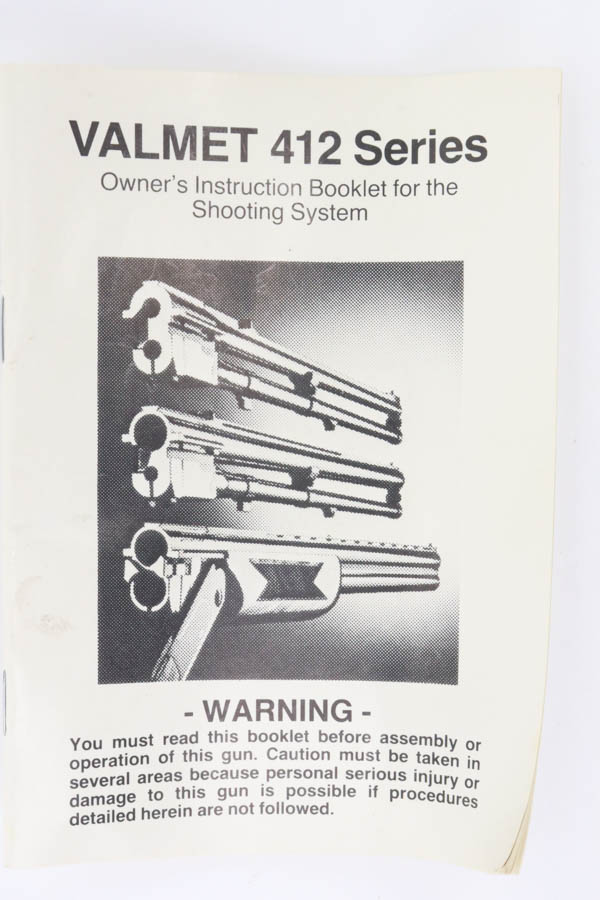 VALMET 412 Series
Owner's Instruction Booklet for the
Shooting System
- WARNING -
You must read this booklet before assembly or
operation of this gun. Caution must be taken in
several areas because personal serious injury or
damage to this gun is possible if procedures
detailed herein are not followed.